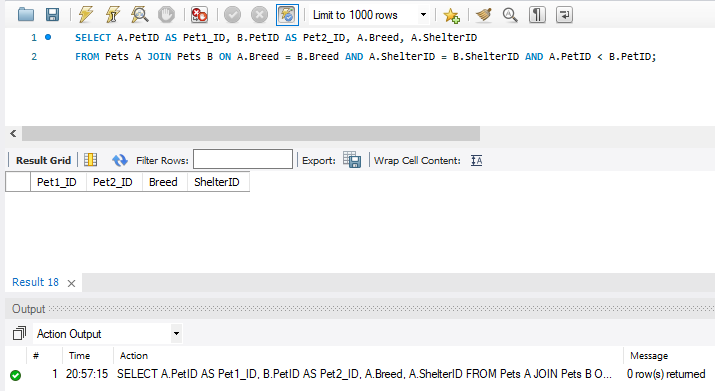 Limit to 1000 rows
1 SELECT A.PetID AS Pet1_ID, B.PetID AS Pet2_ID, A.Breed, A.ShelterID
2 FROM Pets A JOIN Pets B ON A.Breed = B.Breed AND A.ShelterID = B.ShelterID AND A.PetID < B.PetID;
Result Grid Filter Rows: Export: Wrap Cell Content:
Pet1_ID Pet2_ID Breed ShelterID
Result 18
Output
Action Output
# Time Action Message
1 20:57:15 SELECT A.PetID AS Pet1_ID, B.PetID AS Pet2_ID, A.Breed, A.ShelterID FROM Pets A JOIN Pets B O... 0 row(s) returned